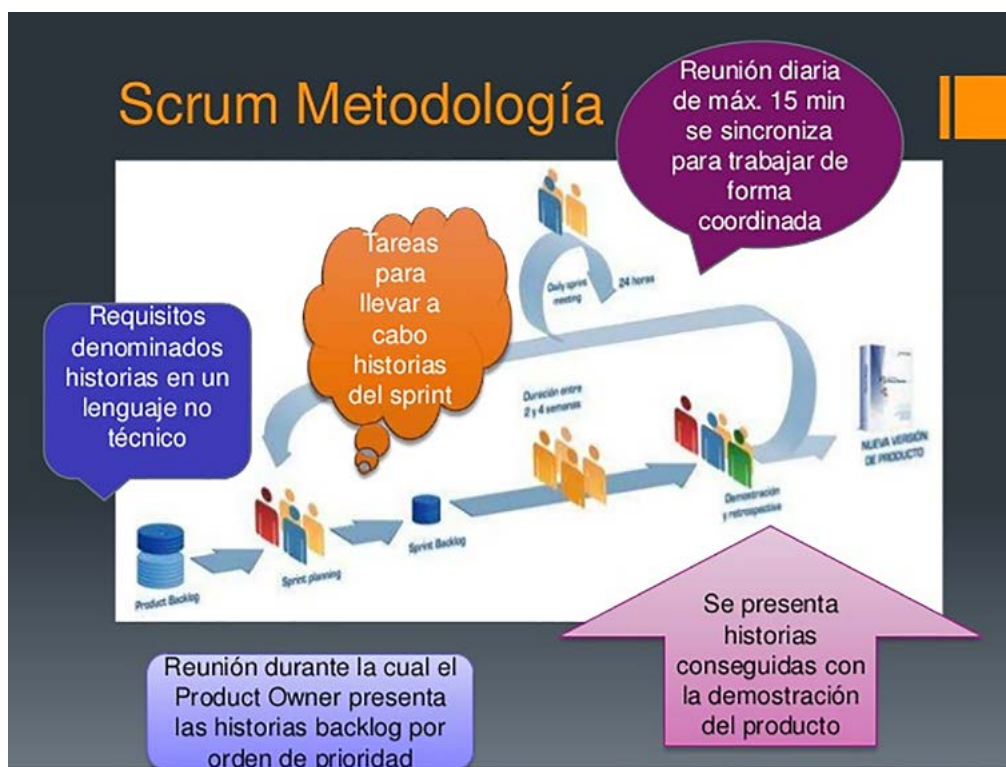 Scrum Metodología
Reunión diaria
de máx. 15 min
se sincroniza
para trabajar de
forma
coordinada
Tareas
para
llevar a
cabo
historias
del sprint
Requisitos
denominados
historias en un
lenguaje no
técnico
Daily sprint
meeting
24 horas
Duración entre
2 y 4 semanas
NUEVA VERSIÓN
DE PRODUCTO
Demostración
y retrospective
Sprint Backlog
Sprint planning
Product Backlog
Se presenta
historias
conseguidas con
la demostración
del producto
Reunión durante la cual el
Product Owner presenta
las historias backlog por
orden de prioridad